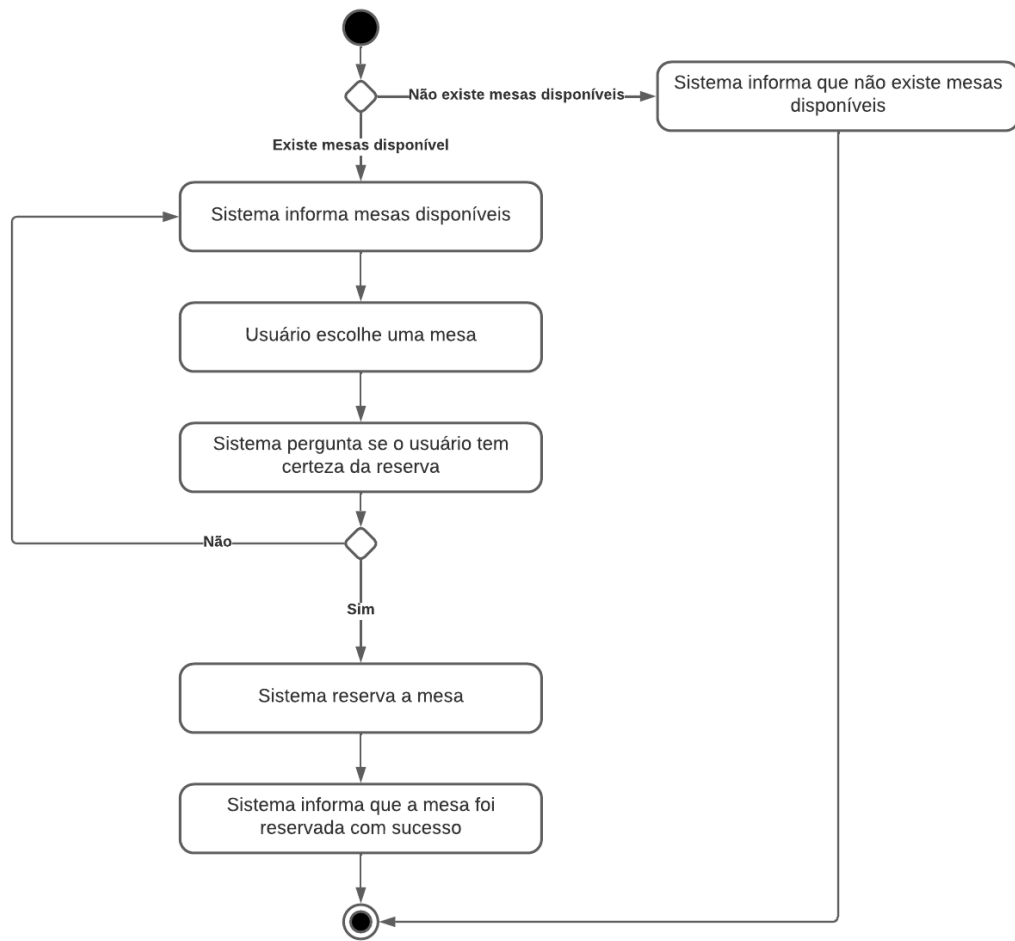 Não existe mesas disponíveis
Sistema informa que não existe mesas
disponíveis
Existe mesas disponível
Sistema informa mesas disponíveis
Usuário escolhe uma mesa
Sistema pergunta se o usuário tem
certeza da reserva
Não
Sim
Sistema reserva a mesa
Sistema informa que a mesa foi
reservada com sucesso